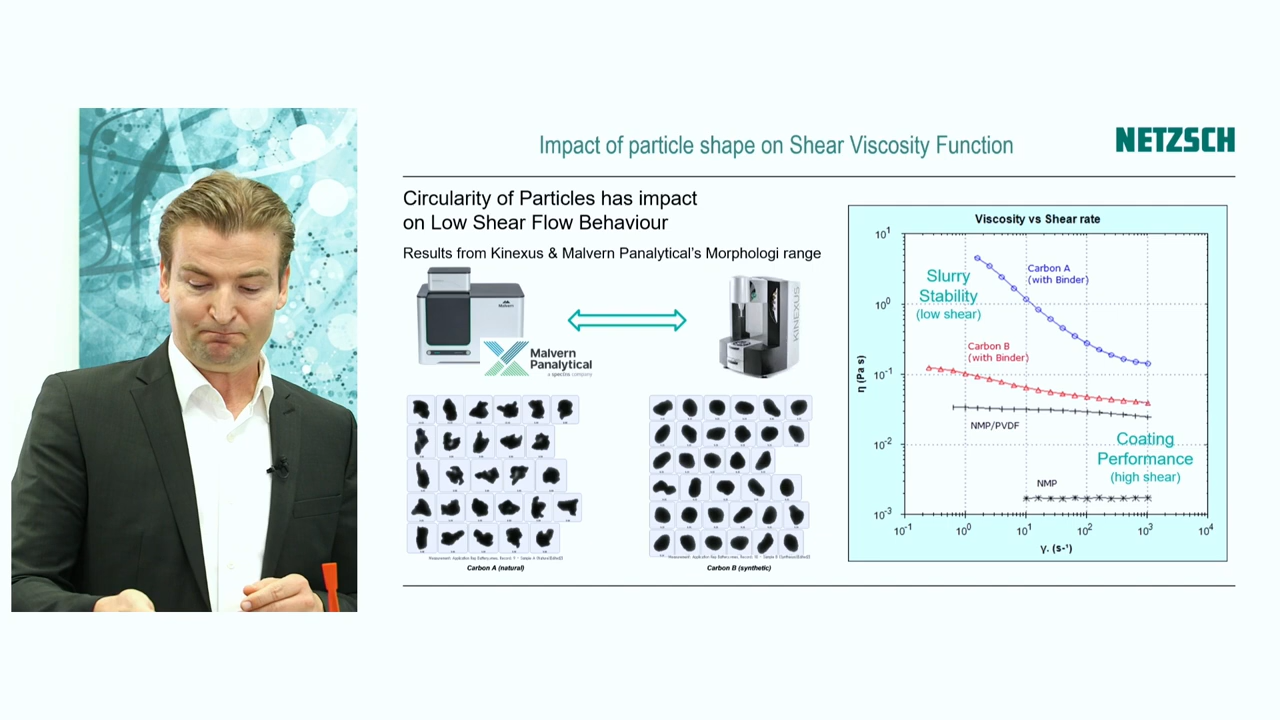 Impact of particle shape on Shear Viscosity Function
NETZSCH
Circularity of Particles has impact
on Low Shear Flow Behaviour
Results from Kinexus & Malvern Panalytical's Morphologi range
Malvern
KINEXUS
Malvern
Panalytical
a spectris company
Carbon A (natural)
Carbon B (synthetic)
Viscosity vs Shear rate
10¹
10⁰
10⁻¹
10⁻²
10⁻³
η (Pa s)
Slurry
Stability
(low shear)
Carbon A
(with Binder)
Carbon B
(with Binder)
NMP/PVDF
Coating
Performance
(high shear)
NMP
10⁻¹ 10⁰ 10¹ 10² 10³ 10⁴
γ. (s-¹)